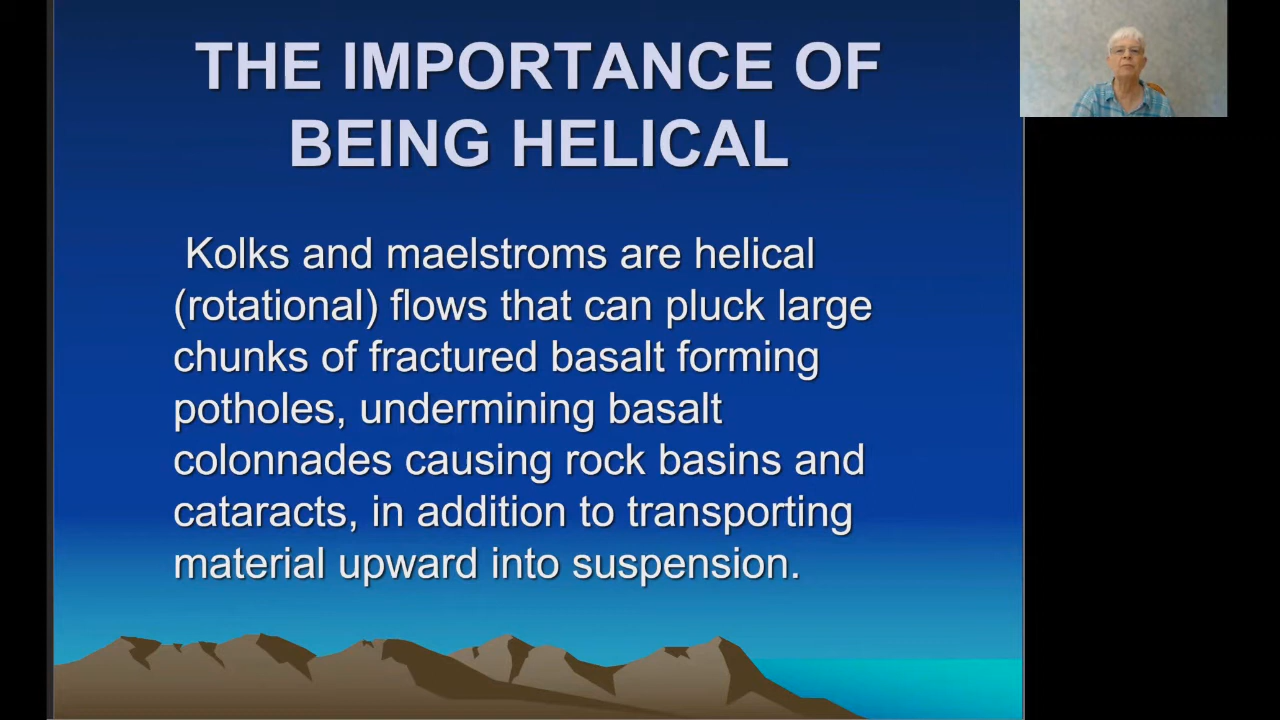 THE IMPORTANCE OF
BEING HELICAL
Kolks and maelstroms are helical
(rotational) flows that can pluck large
chunks of fractured basalt forming
potholes, undermining basalt
colonnades causing rock basins and
cataracts, in addition to transporting
material upward into suspension.